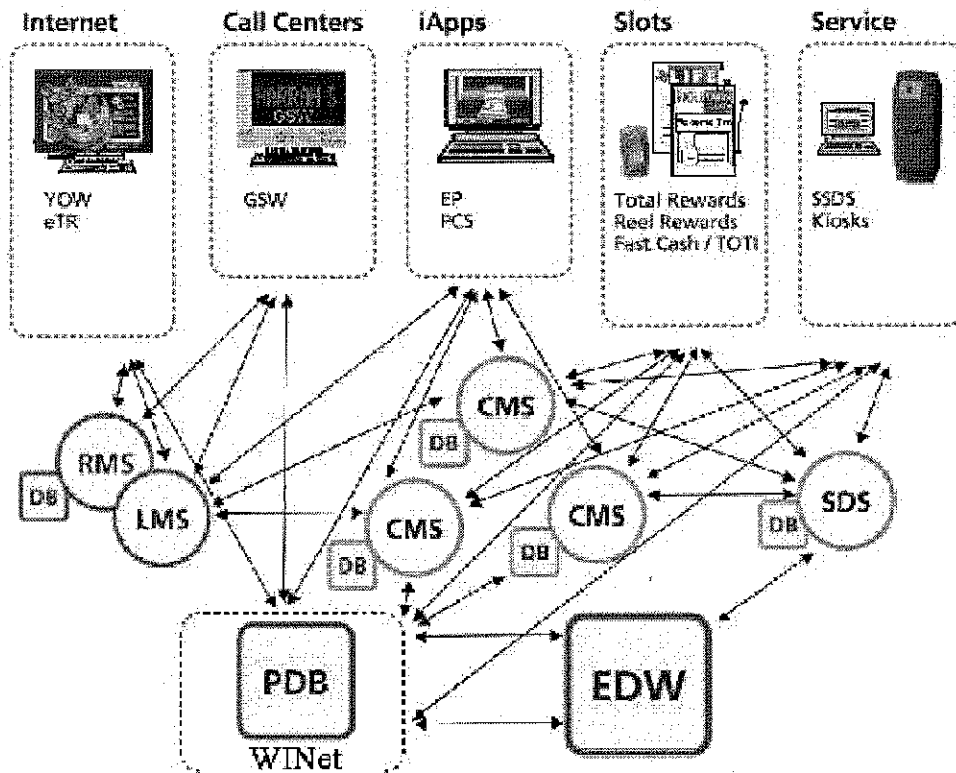 Internet
Call Centers
iApps
Slots
Service
GSW
YOW
eTR
GSW
EP
PCS
Total Rewards
Reel Rewards
Fast Cash / TOTI
SSDS
Kiosks
CMS
DB
RMS
DB
LMS
CMS
DB
CMS
DB
SDS
DB
PDB
WINet
EDW